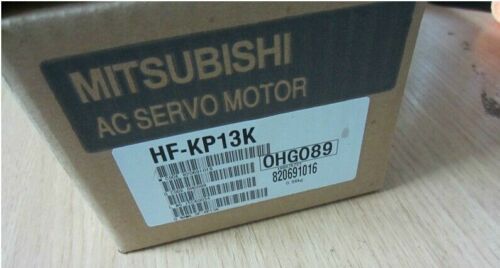 MITSUBISHI
AC SERVO MOTOR
HF-KP13K
OHG089
820691016